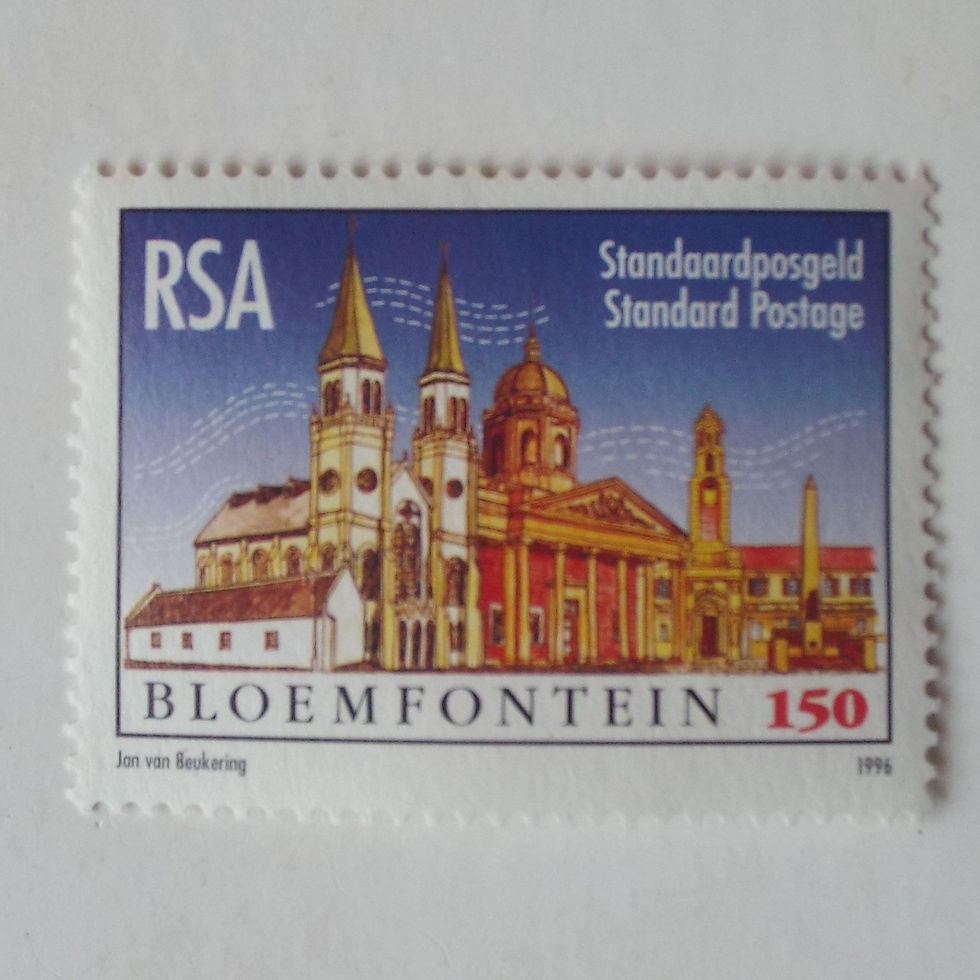 RSA
Standaardposgeld
Standard Postage
BLOEMFONTEIN 150
Jan van Beukering 1996